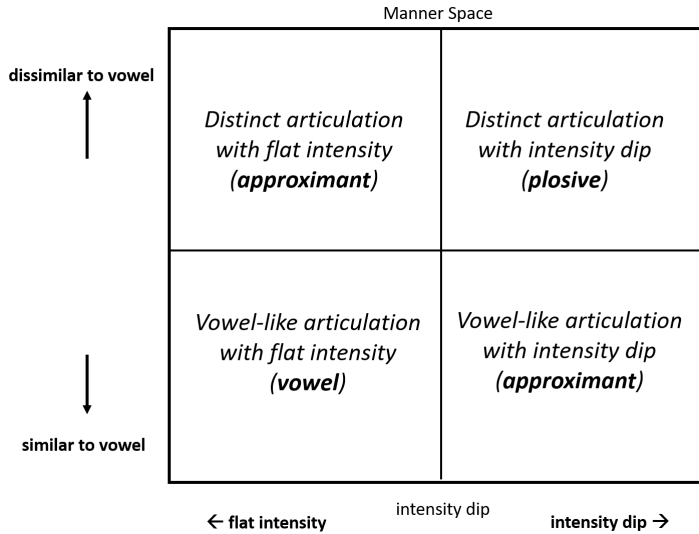 Manner Space
dissimilar to vowel
Distinct articulation
with flat intensity
(approximant)
Distinct articulation
with intensity dip
(plosive)
Vowel-like articulation
with flat intensity
(vowel)
Vowel-like articulation
with intensity dip
(approximant)
similar to vowel
← flat intensity
intensity dip
intensity dip →